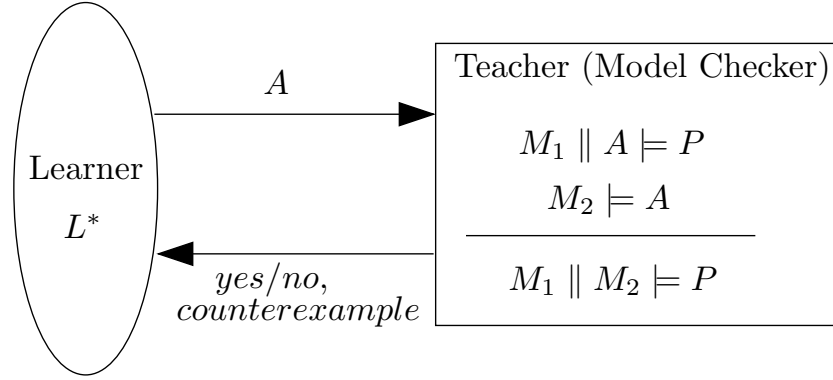 Learner
L*
A
yes/no,
counterexample
Teacher (Model Checker)
M₁ ∥ A ⊨ P
M₂ ⊨ A
M₁ ∥ M₂ ⊨ P